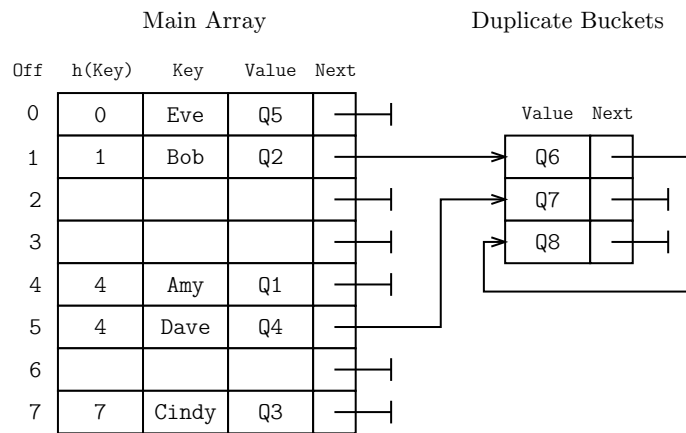 Main Array
Duplicate Buckets
Off h(Key) Key Value Next
0 0 Eve Q5
1 1 Bob Q2
2
3
4 4 Amy Q1
5 4 Dave Q4
6
7 7 Cindy Q3
Value Next
Q6
Q7
Q8